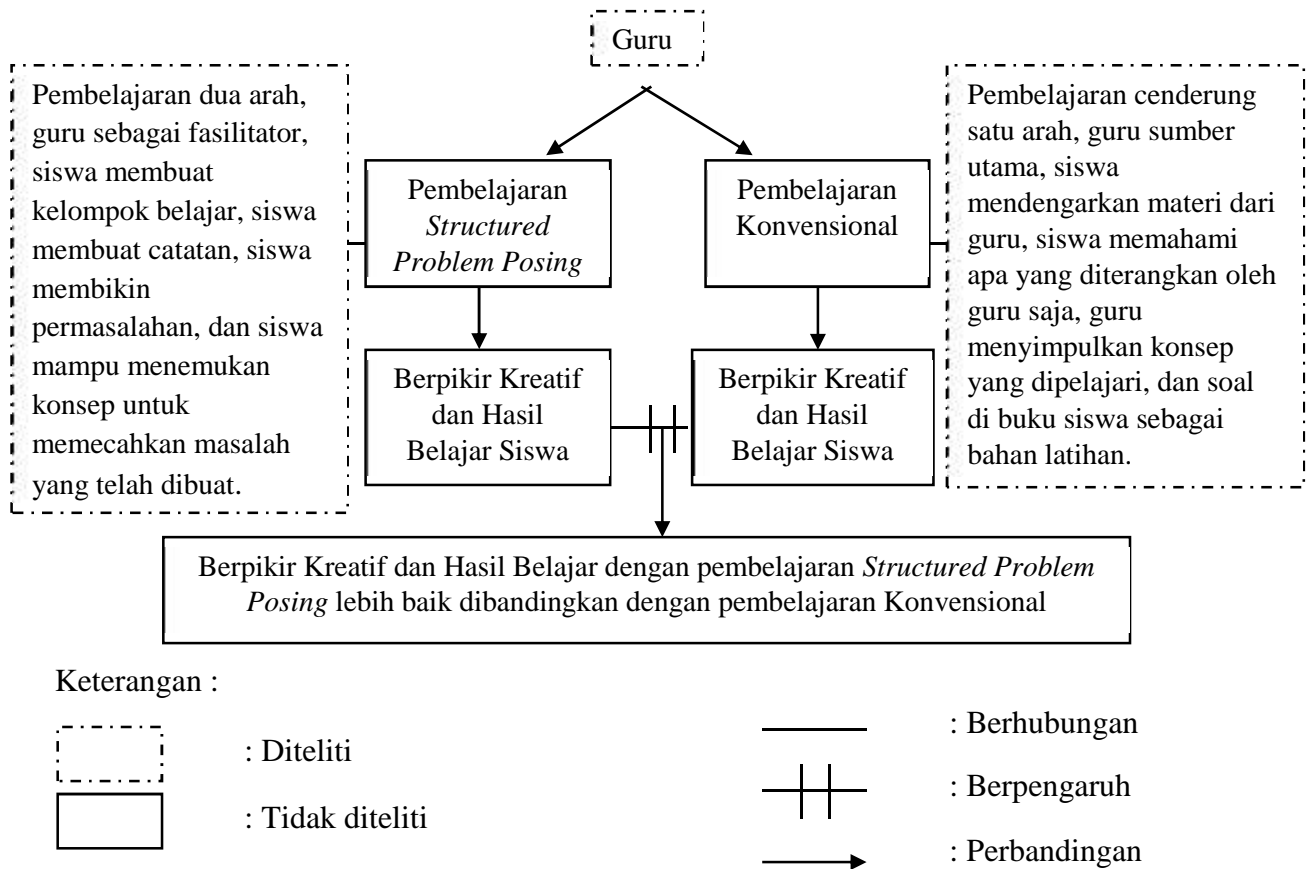 Guru
Pembelajaran dua arah,
guru sebagai fasilitator,
siswa membuat
kelompok belajar, siswa
membuat catatan, siswa
membikin
permasalahan, dan siswa
mampu menemukan
konsep untuk
memecahkan masalah
yang telah dibuat.
Pembelajaran
Structured
Problem Posing
Pembelajaran
Konvensional
Pembelajaran cenderung
satu arah, guru sumber
utama, siswa
mendengarkan materi dari
guru, siswa memahami
apa yang diterangkan oleh
guru saja, guru
menyimpulkan konsep
yang dipelajari, dan soal
di buku siswa sebagai
bahan latihan.
Berpikir Kreatif
dan Hasil
Belajar Siswa
Berpikir Kreatif
dan Hasil
Belajar Siswa
Berpikir Kreatif dan Hasil Belajar dengan pembelajaran Structured Problem
Posing lebih baik dibandingkan dengan pembelajaran Konvensional
Keterangan :
: Diteliti
: Tidak diteliti
: Berhubungan
: Berpengaruh
: Perbandingan